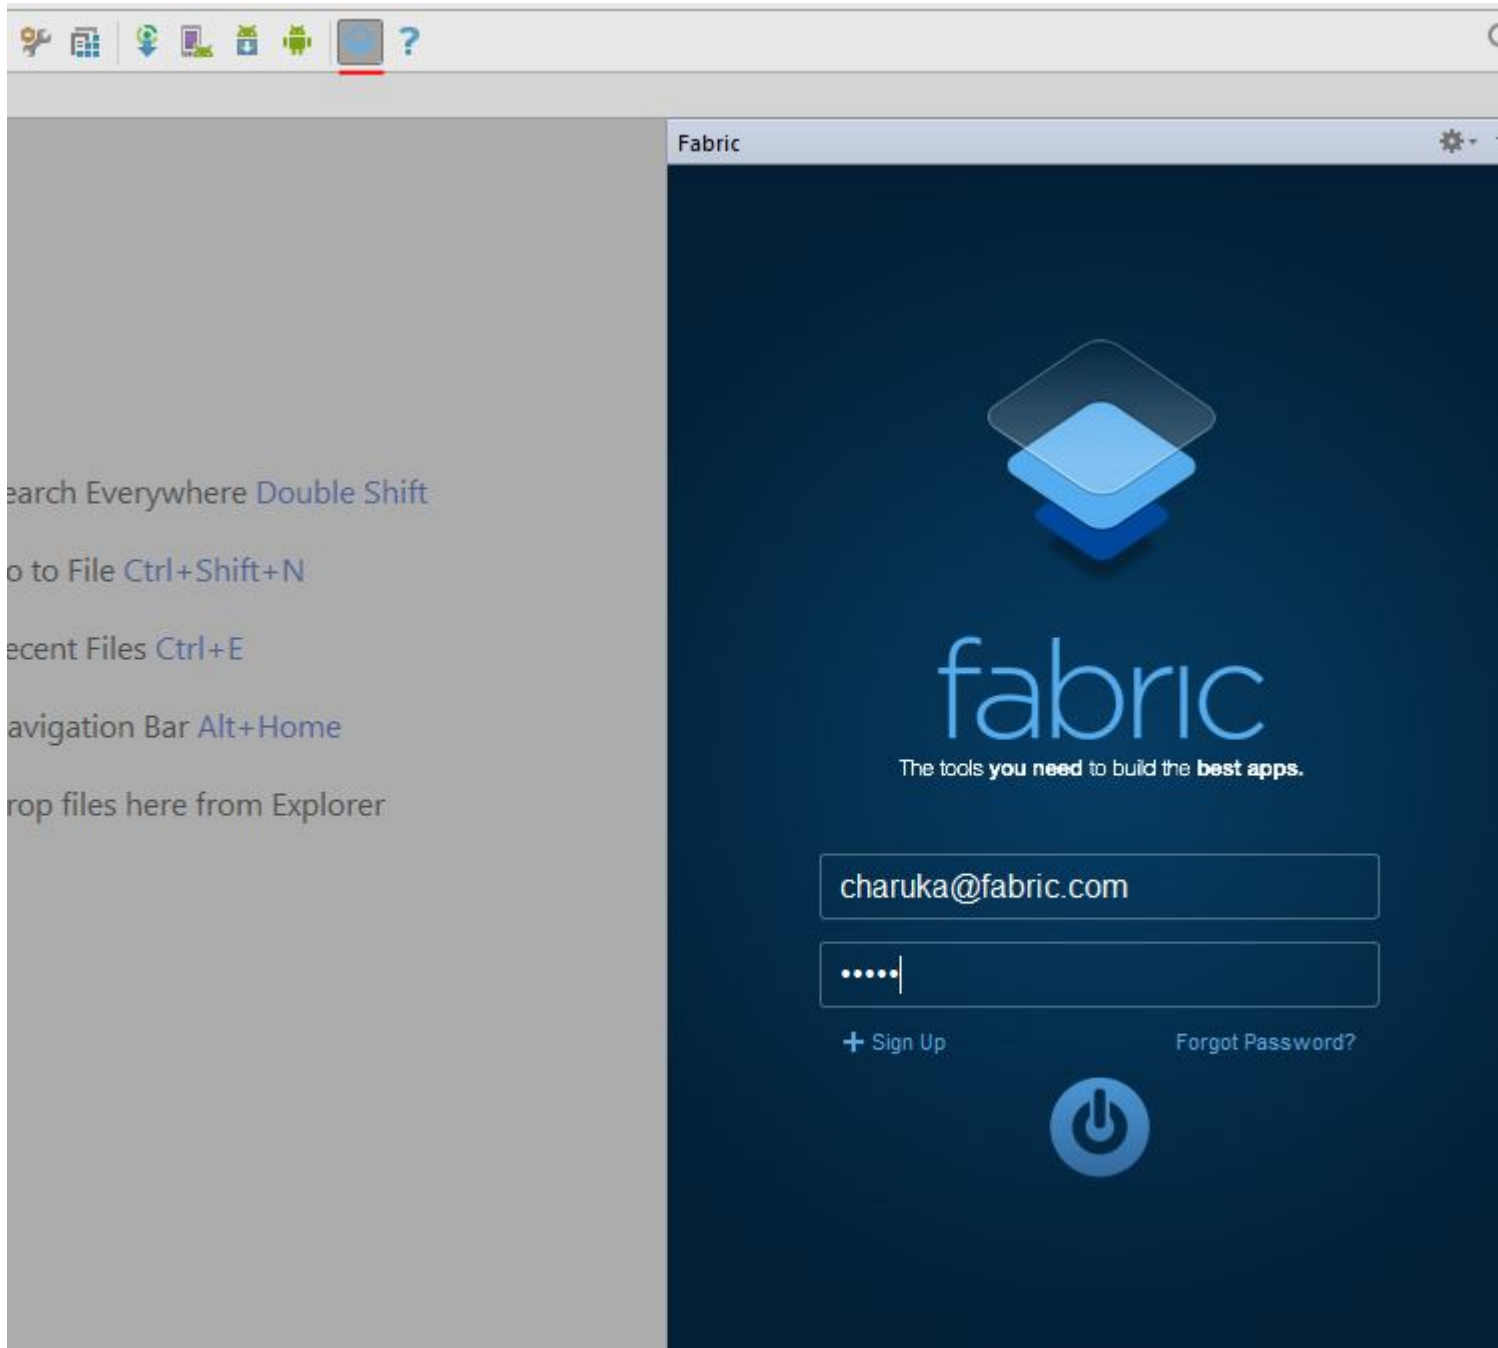 ?
Fabric
earch Everywhere Double Shift
o to File Ctrl+Shift+N
ecent Files Ctrl+E
avigation Bar Alt+Home
rop files here from Explorer
fabric
The tools you need to build the best apps.
charuka@fabric.com
•••••
+ Sign Up
Forgot Password?